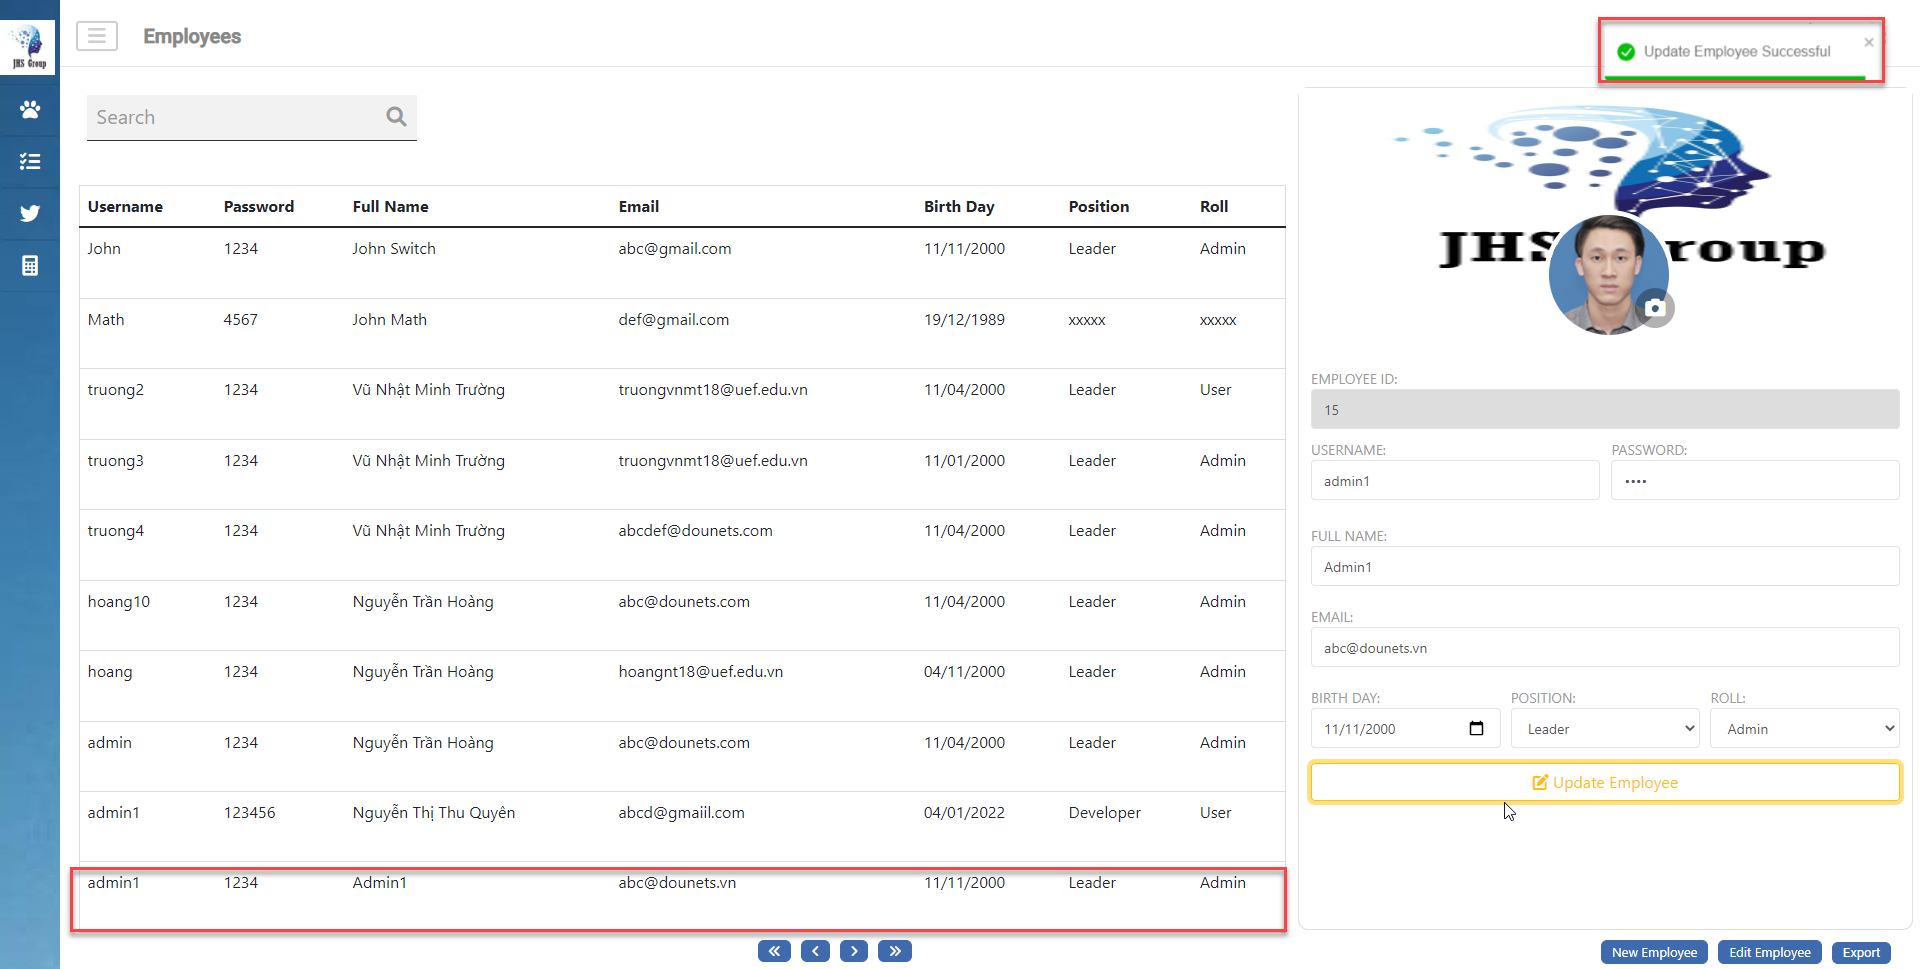 JHS Group
Employees
Update Employee Successful
×
Search
Username Password Full Name Email Birth Day Position Roll
John 1234 John Switch abc@gmail.com 11/11/2000 Leader Admin
Math 4567 John Math def@gmail.com 19/12/1989 xxxxx xxxxx
truong2 1234 Vũ Nhật Minh Trường truongvnmt18@uef.edu.vn 11/04/2000 Leader User
truong3 1234 Vũ Nhật Minh Trường truongvnmt18@uef.edu.vn 11/01/2000 Leader Admin
truong4 1234 Vũ Nhật Minh Trường abcdef@dounets.com 11/04/2000 Leader Admin
hoang10 1234 Nguyễn Trần Hoàng abc@dounets.com 11/04/2000 Leader Admin
hoang 1234 Nguyễn Trần Hoàng hoangnt18@uef.edu.vn 04/11/2000 Leader Admin
admin 1234 Nguyễn Trần Hoàng abc@dounets.com 11/04/2000 Leader Admin
admin1 123456 Nguyễn Thị Thu Quyên abcd@gmaiil.com 04/01/2022 Developer User
admin1 1234 Admin1 abc@dounets.vn 11/11/2000 Leader Admin
JHS roup
EMPLOYEE ID:
15
USERNAME: PASSWORD:
admin1 ••••
FULL NAME:
Admin1
EMAIL:
abc@dounets.vn
BIRTH DAY: POSITION: ROLL:
11/11/2000 Leader Admin
Update Employee
« ‹ › »
New Employee Edit Employee Export